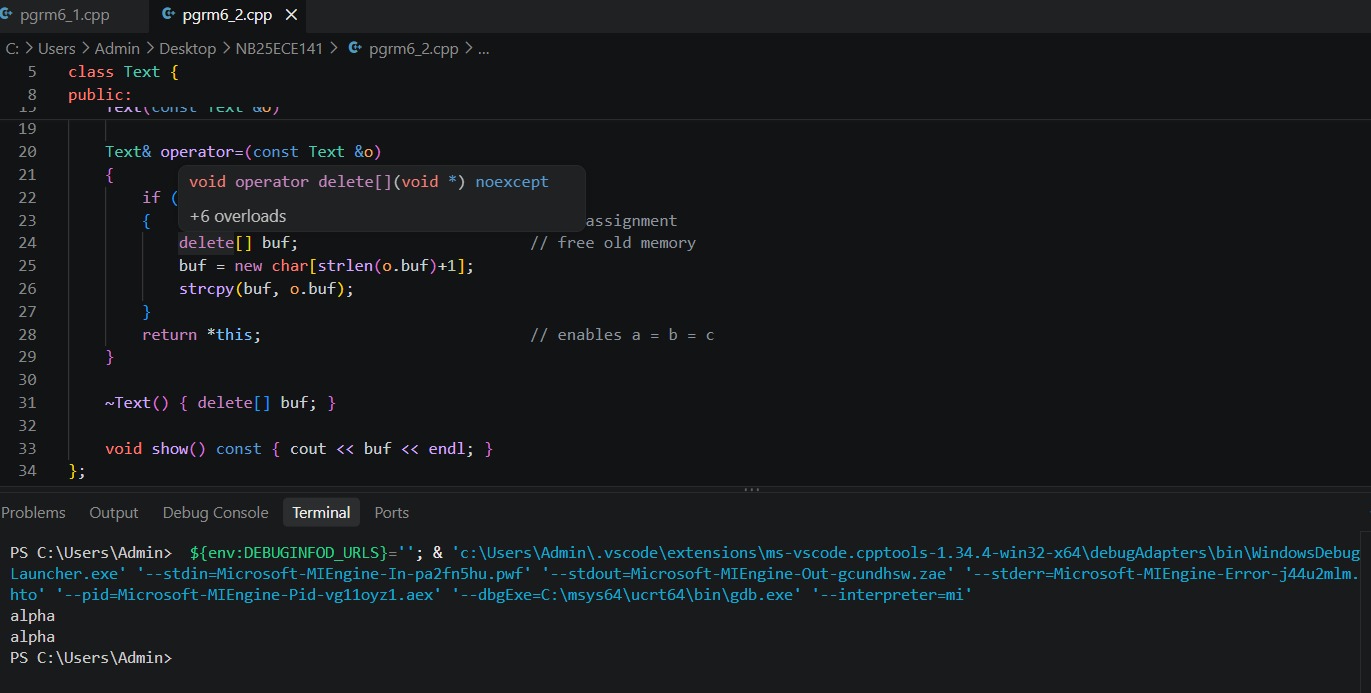 pgrm6_1.cpp pgrm6_2.cpp
C: > Users > Admin > Desktop > NB25ECE141 > pgrm6_2.cpp > ...
5 class Text {
8 public:
15 Text(const Text &o)
19
20 Text& operator=(const Text &o)
21 {
void operator delete[](void *) noexcept
22 if (
+6 overloads
23 { assignment
24 delete[] buf; // free old memory
25 buf = new char[strlen(o.buf)+1];
26 strcpy(buf, o.buf);
27 }
28 return *this; // enables a = b = c
29 }
30
31 ~Text() { delete[] buf; }
32
33 void show() const { cout << buf << endl; }
34 };
Problems Output Debug Console Terminal Ports
PS C:\Users\Admin> ${env:DEBUGINFOD_URLS}=''; & 'c:\Users\Admin\.vscode\extensions\ms-vscode.cpptools-1.34.4-win32-x64\debugAdapters\bin\WindowsDebug
Launcher.exe' '--stdin=Microsoft-MIEngine-In-pa2fn5hu.pwf' '--stdout=Microsoft-MIEngine-Out-gcundhsw.zae' '--stderr=Microsoft-MIEngine-Error-j44u2mlm.
hto' '--pid=Microsoft-MIEngine-Pid-vg11oyz1.aex' '--dbgExe=C:\msys64\ucrt64\bin\gdb.exe' '--interpreter=mi'
alpha
alpha
PS C:\Users\Admin>